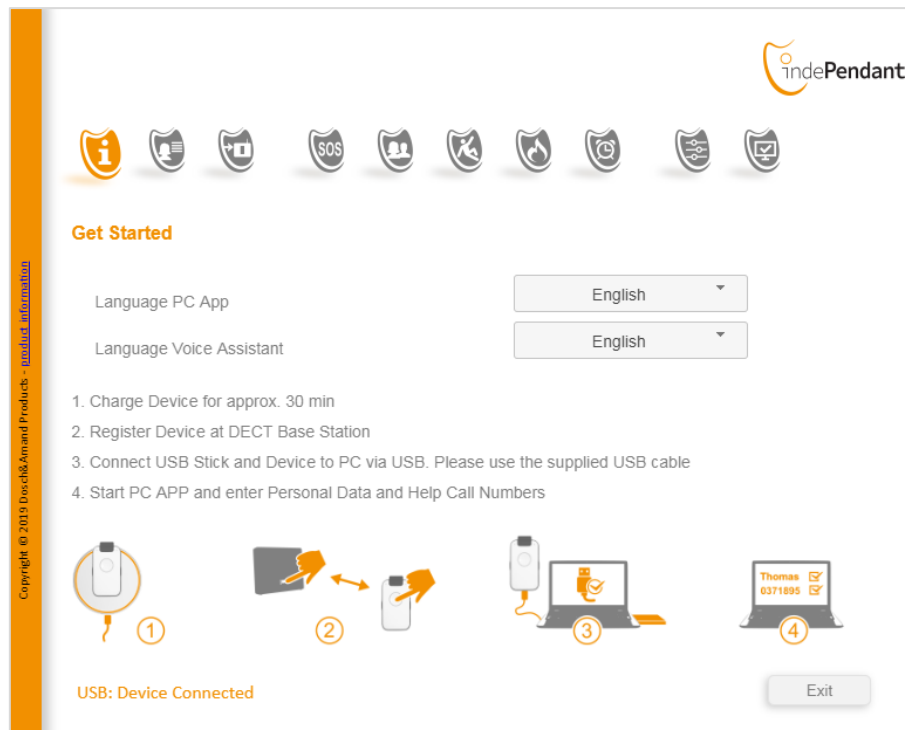 indePendant
i
SOS
Get Started
Language PC App
English
Language Voice Assistant
English
1. Charge Device for approx. 30 min
2. Register Device at DECT Base Station
3. Connect USB Stick and Device to PC via USB. Please use the supplied USB cable
4. Start PC APP and enter Personal Data and Help Call Numbers
Thomas
0371895
1
2
3
4
USB: Device Connected
Exit
Copyright © 2019 Dosch&Amand Products - product information